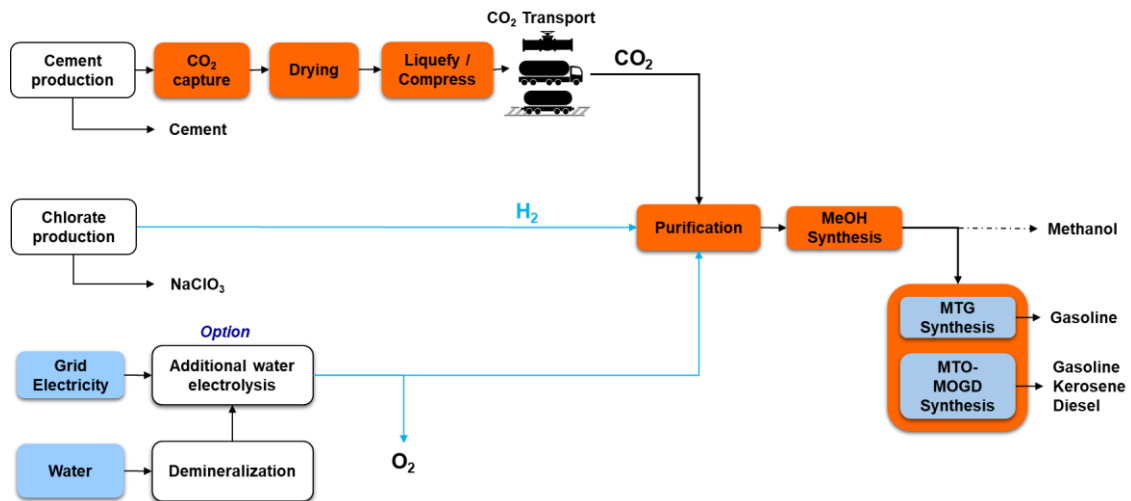 CO₂ Transport
Cement
production
CO₂
capture
Drying
Liquefy /
Compress
CO₂
Cement
Chlorate
production
H₂
Purification
MeOH
Synthesis
Methanol
NaClO₃
MTG
Synthesis
Gasoline
Option
Grid
Electricity
Additional water
electrolysis
MTO-
MOGD
Synthesis
Gasoline
Kerosene
Diesel
O₂
Water
Demineralization